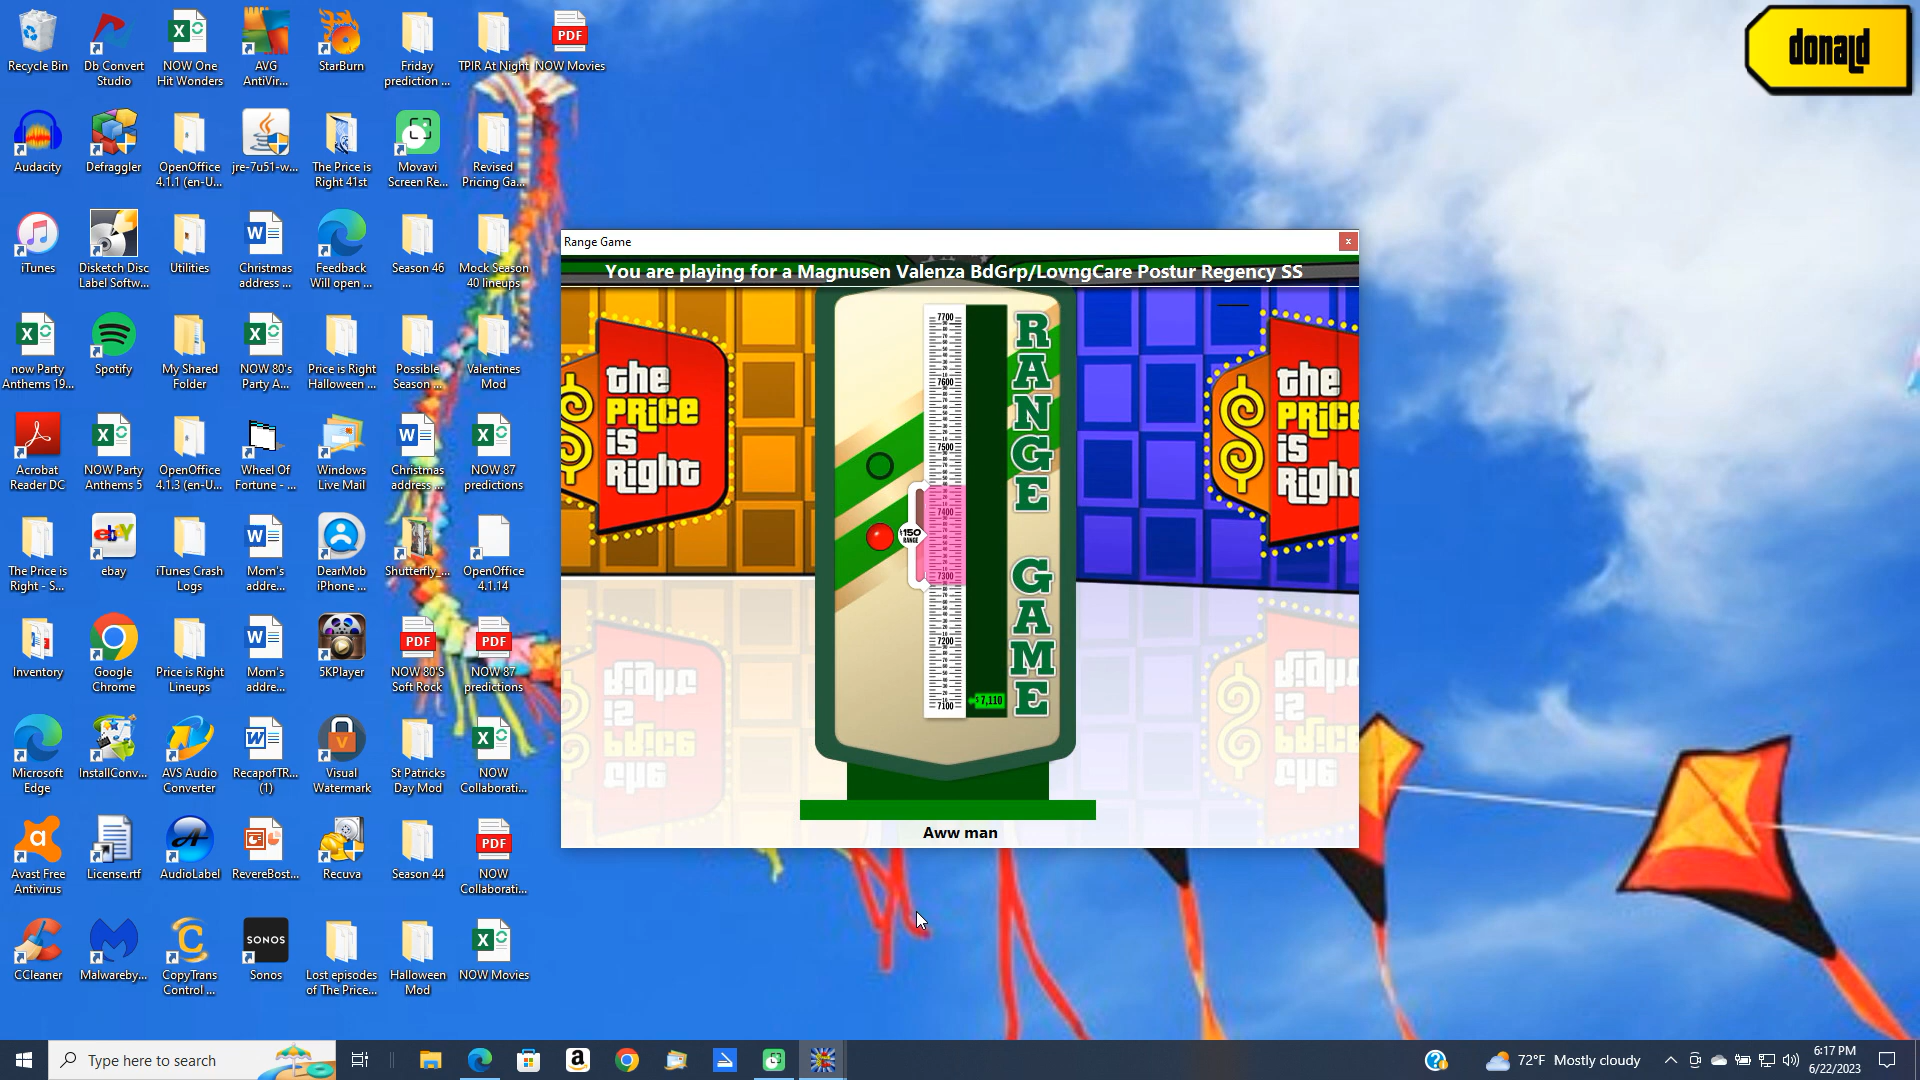 Recycle Bin
Db Convert
Studio
NOW One
Hit Wonders
AVG
AntiVir...
StarBurn
Friday
prediction ...
TPIR At Night
NOW Movies
donald
Audacity
Defraggler
OpenOffice
4.1.1 (en-U...
jre-7u51-w...
The Price is
Right 41st
Movavi
Screen Re...
Revised
Pricing Ga...
iTunes
Disketch Disc
Label Softw...
Utilities
Christmas
address ...
Feedback
Will open ...
Season 46
Mock Season
40 lineups
now Party
Anthems 19...
Spotify
My Shared
Folder
NOW 80's
Party A...
Price is Right
Halloween ...
Possible
Season ...
Valentines
Mod
Acrobat
Reader DC
NOW Party
Anthems 5
OpenOffice
4.1.3 (en-U...
Wheel Of
Fortune - ...
Windows
Live Mail
Christmas
address ...
NOW 87
predictions
The Price is
Right - S...
ebay
iTunes Crash
Logs
Mom's
addre...
DearMob
iPhone ...
Shutterfly_...
OpenOffice
4.1.14
Inventory
Google
Chrome
Price is Right
Lineups
Mom's
addre...
5KPlayer
NOW 80'S
Soft Rock
NOW 87
predictions
Microsoft
Edge
InstallConv...
AVS Audio
Converter
RecapofTR...
(1)
Visual
Watermark
St Patricks
Day Mod
NOW
Collaborati...
Avast Free
Antivirus
License.rtf
AudioLabel
RevereBost...
Recuva
Season 44
NOW
Collaborati...
CCleaner
Malwareby...
CopyTrans
Control ...
SONOS
Sonos
Lost episodes
of The Price...
Halloween
Mod
NOW Movies
Range Game
You are playing for a Magnusen Valenza BdGrp/LovngCare Postur Regency SS
the
PRICE
is
Right
7700
7600
7500
7400
7300
7200
7100
$150
RANGE
7,110
RANGE GAME
the
PRICE
is
Right
Aww man
Type here to search
72°F Mostly cloudy
6:17 PM
6/22/2023